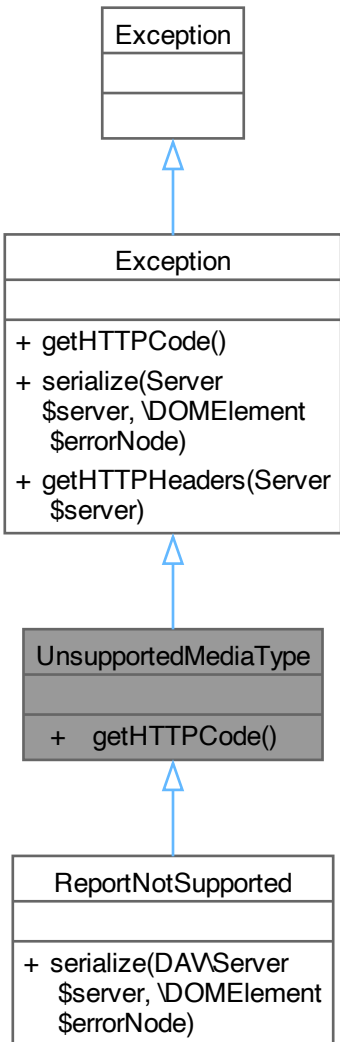 Exception
Exception
+ getHTTPCode()
+ serialize(Server
$server, \DOMElement
$errorNode)
+ getHTTPHeaders(Server
$server)
UnsupportedMediaType
+ getHTTPCode()
ReportNotSupported
+ serialize(DAV\Server
$server, \DOMElement
$errorNode)